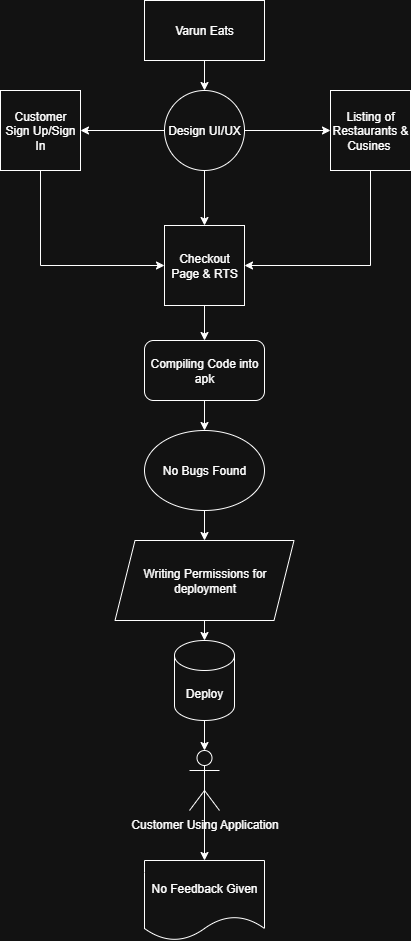 Varun Eats
Customer
Sign Up/Sign
In
Design UI/UX
Listing of
Restaurants &
Cusines
Checkout
Page & RTS
Compiling Code into
apk
No Bugs Found
Writing Permissions for
deployment
Deploy
Customer Using Application
No Feedback Given